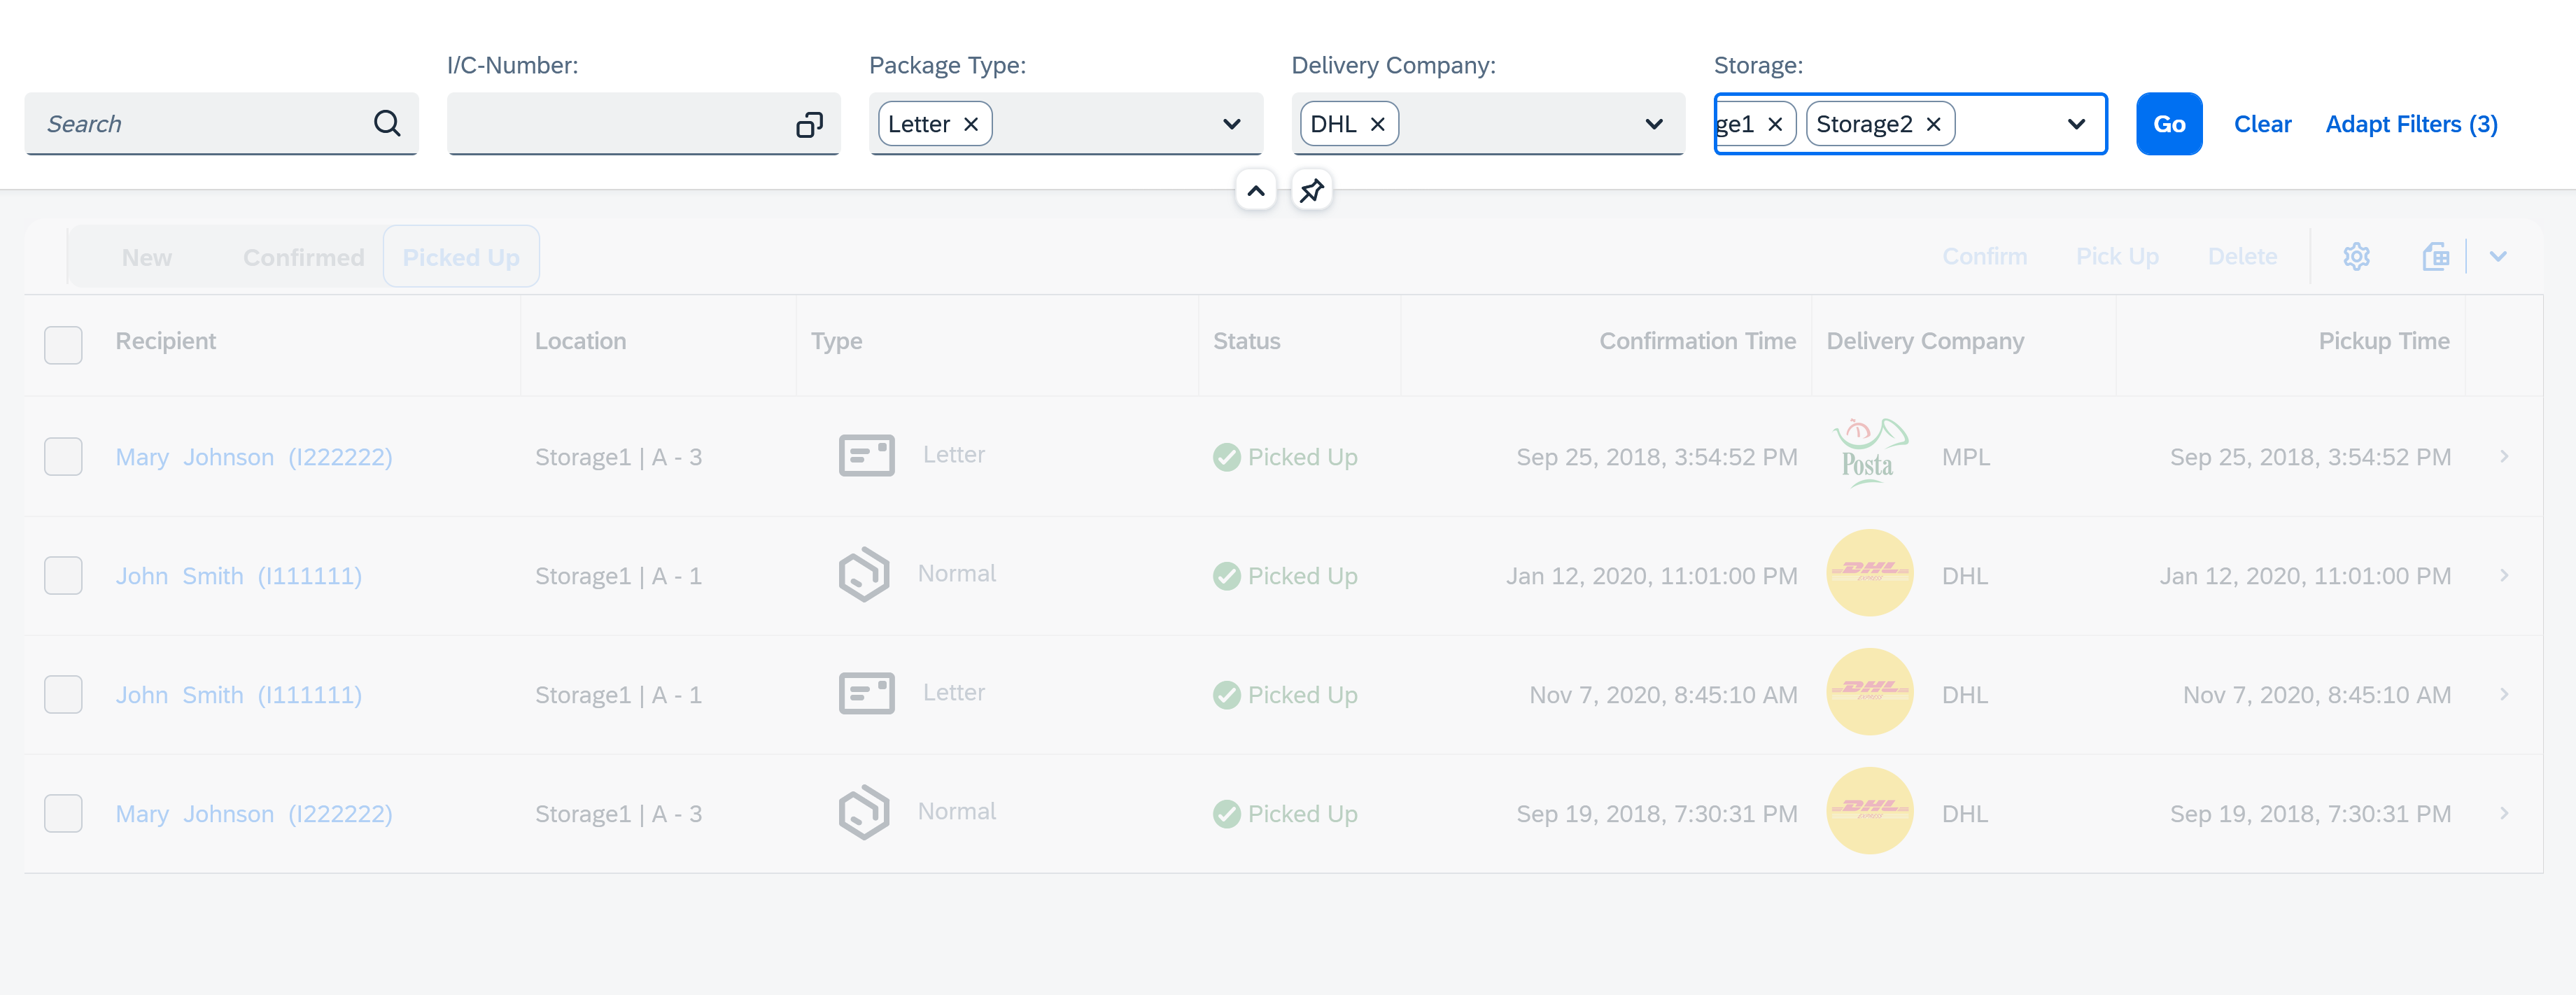 I/C-Number: Package Type: Delivery Company: Storage:
Search Letter DHL ge1 Storage2 Go Clear Adapt Filters (3)
New Confirmed Picked Up Confirm Pick Up Delete
Recipient Location Type Status Confirmation Time Delivery Company Pickup Time
Mary Johnson (I222222) Storage1 | A - 3 Letter Picked Up Sep 25, 2018, 3:54:52 PM Posta MPL Sep 25, 2018, 3:54:52 PM
John Smith (I111111) Storage1 | A - 1 Normal Picked Up Jan 12, 2020, 11:01:00 PM DHL EXPRESS DHL Jan 12, 2020, 11:01:00 PM
John Smith (I111111) Storage1 | A - 1 Letter Picked Up Nov 7, 2020, 8:45:10 AM DHL EXPRESS DHL Nov 7, 2020, 8:45:10 AM
Mary Johnson (I222222) Storage1 | A - 3 Normal Picked Up Sep 19, 2018, 7:30:31 PM DHL EXPRESS DHL Sep 19, 2018, 7:30:31 PM